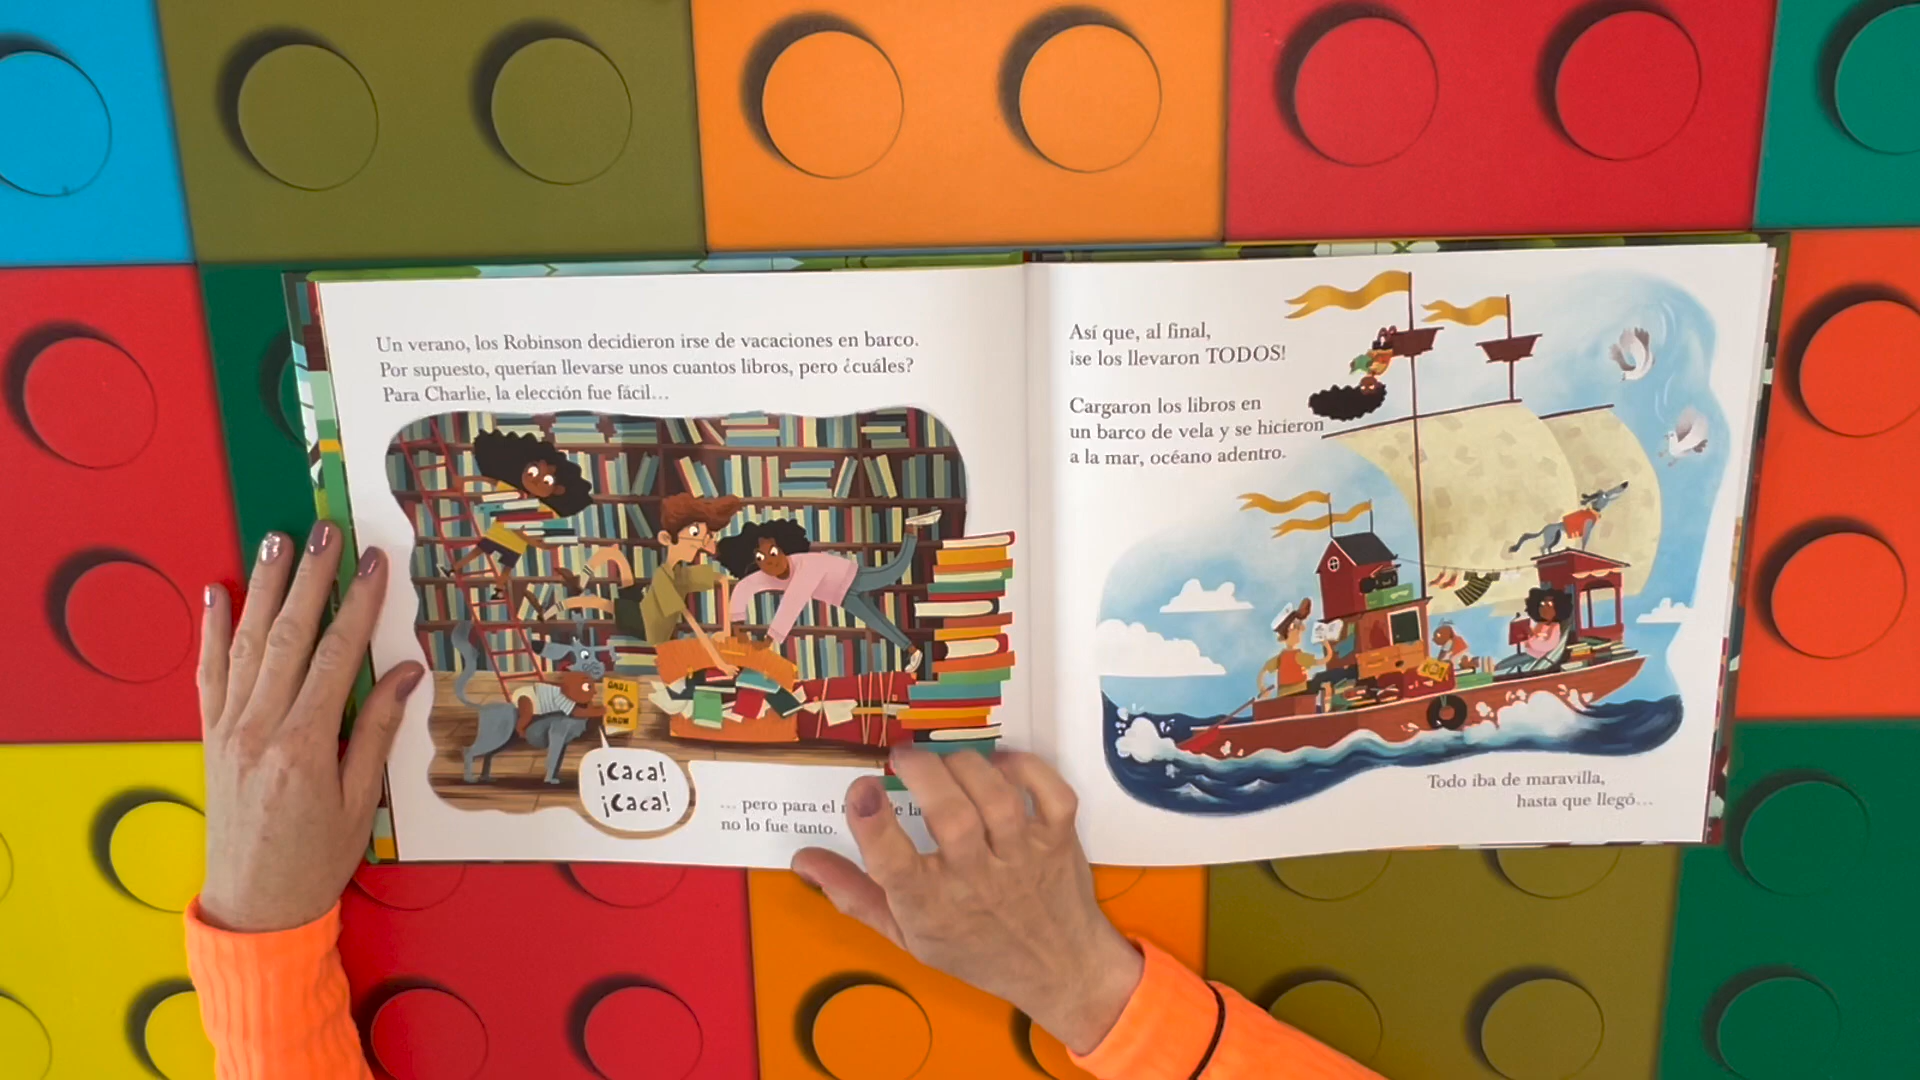 Un verano, los Robinson decidieron irse de vacaciones en barco.
Por supuesto, querían llevarse unos cuantos libros, pero ¿cuáles?
Para Charlie, la elección fue fácil...
¡Caca!
¡Caca!
... pero para el la
no lo fue tanto.
Así que, al final,
¡se los llevaron TODOS!
Cargaron los libros en
un barco de vela y se hicieron
a la mar, océano adentro.
Todo iba de maravilla,
hasta que llegó...